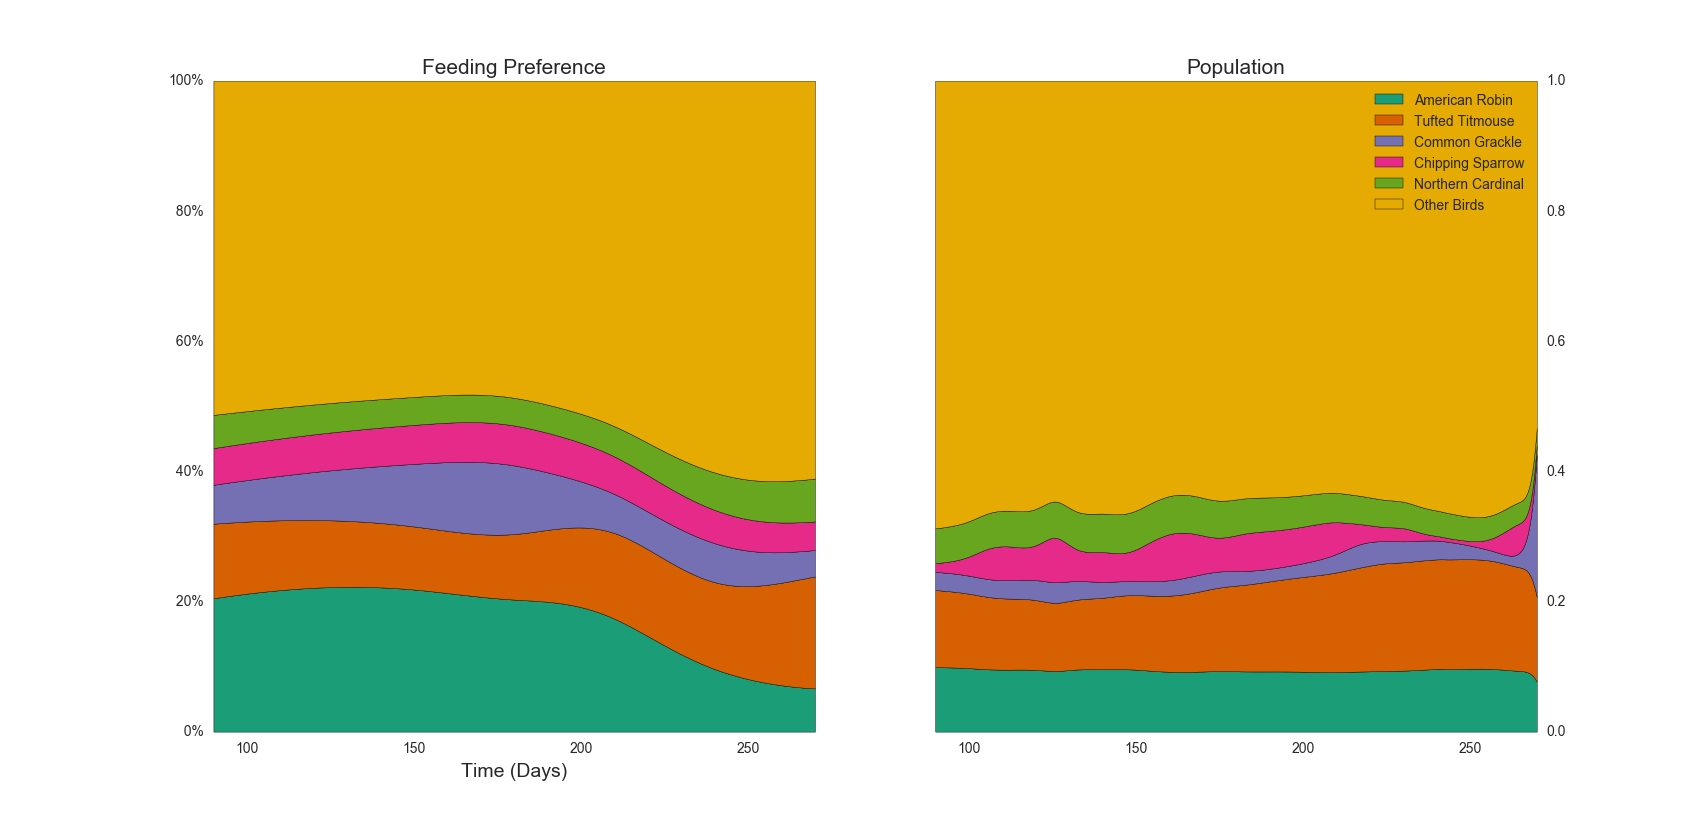 Feeding Preference
100%
80%
60%
40%
20%
0%
100 150 200 250
Time (Days)
Population
American Robin
Tufted Titmouse
Common Grackle
Chipping Sparrow
Northern Cardinal
Other Birds
1.0
0.8
0.6
0.4
0.2
0.0
100 150 200 250